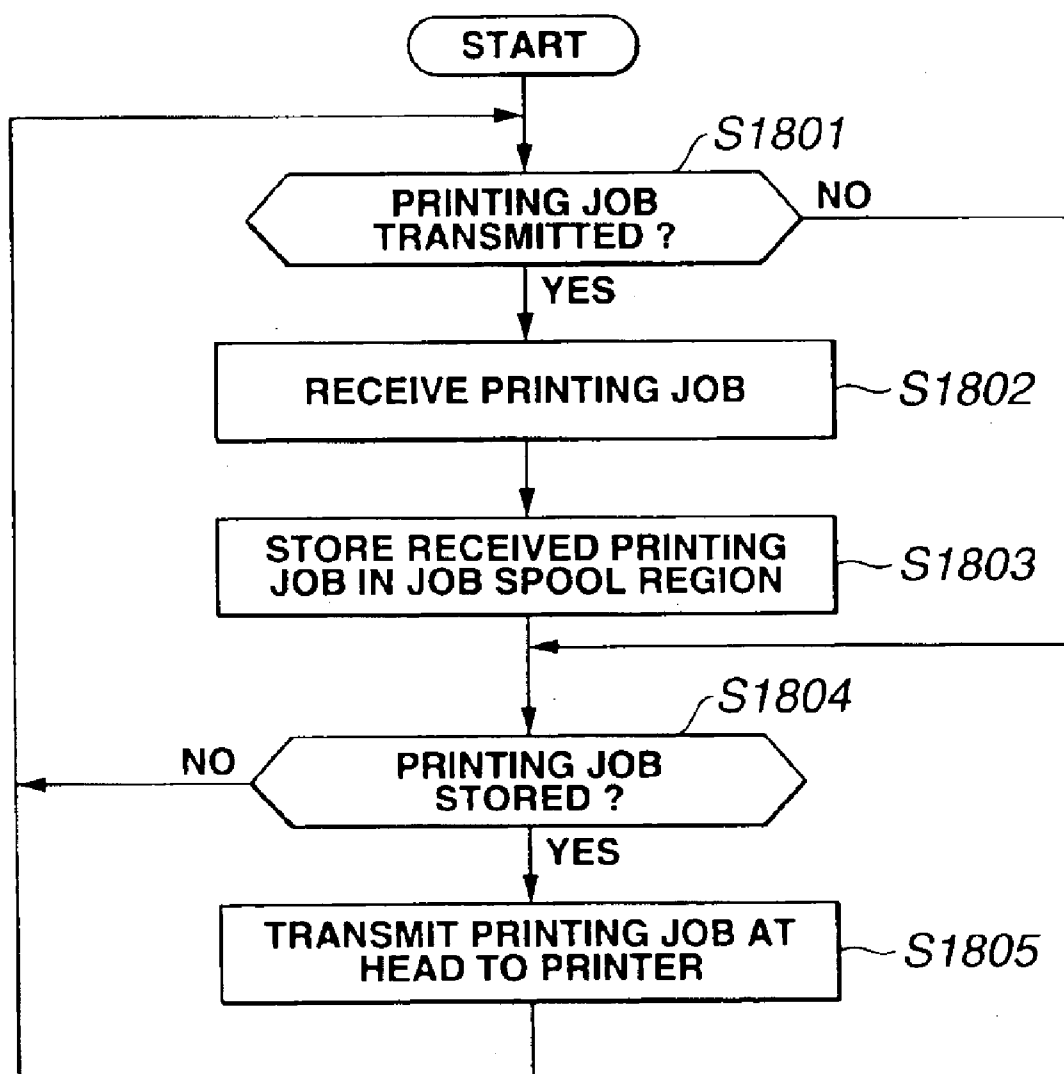 START
S1801
PRINTING JOB
TRANSMITTED ?
NO
YES
RECEIVE PRINTING JOB
S1802
STORE RECEIVED PRINTING
JOB IN JOB SPOOL REGION
S1803
S1804
NO
PRINTING JOB
STORED ?
YES
TRANSMIT PRINTING JOB AT
HEAD TO PRINTER
S1805